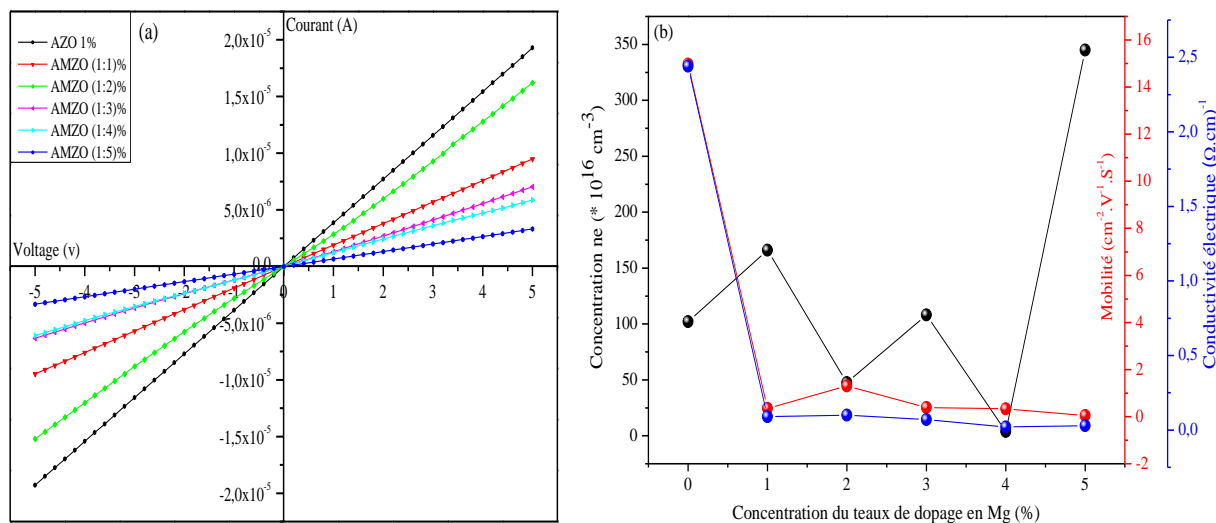 (a)
Courant (A)
AZO 1%
AMZO (1:1)%
AMZO (1:2)%
AMZO (1:3)%
AMZO (1:4)%
AMZO (1:5)%
2,0x10⁻⁵
1,5x10⁻⁵
1,0x10⁻⁵
5,0x10⁻⁶
0,0
-5,0x10⁻⁶
-1,0x10⁻⁵
-1,5x10⁻⁵
-2,0x10⁻⁵
Voltage (v)
-5 -4 -3 -2 -1 0 1 2 3 4 5
(b)
Concentration ne (* 10¹⁶ cm⁻³)
350
300
250
200
150
100
50
0
0 1 2 3 4 5
Concentration du teaux de dopage en Mg (%)
16
14
12
10
8
6
4
2
0
-2
Mobilité (cm⁻².V⁻¹.S⁻¹)
2,5
2,0
1,5
1,0
0,5
0,0
Conductivité électrique (Ω.cm)⁻¹